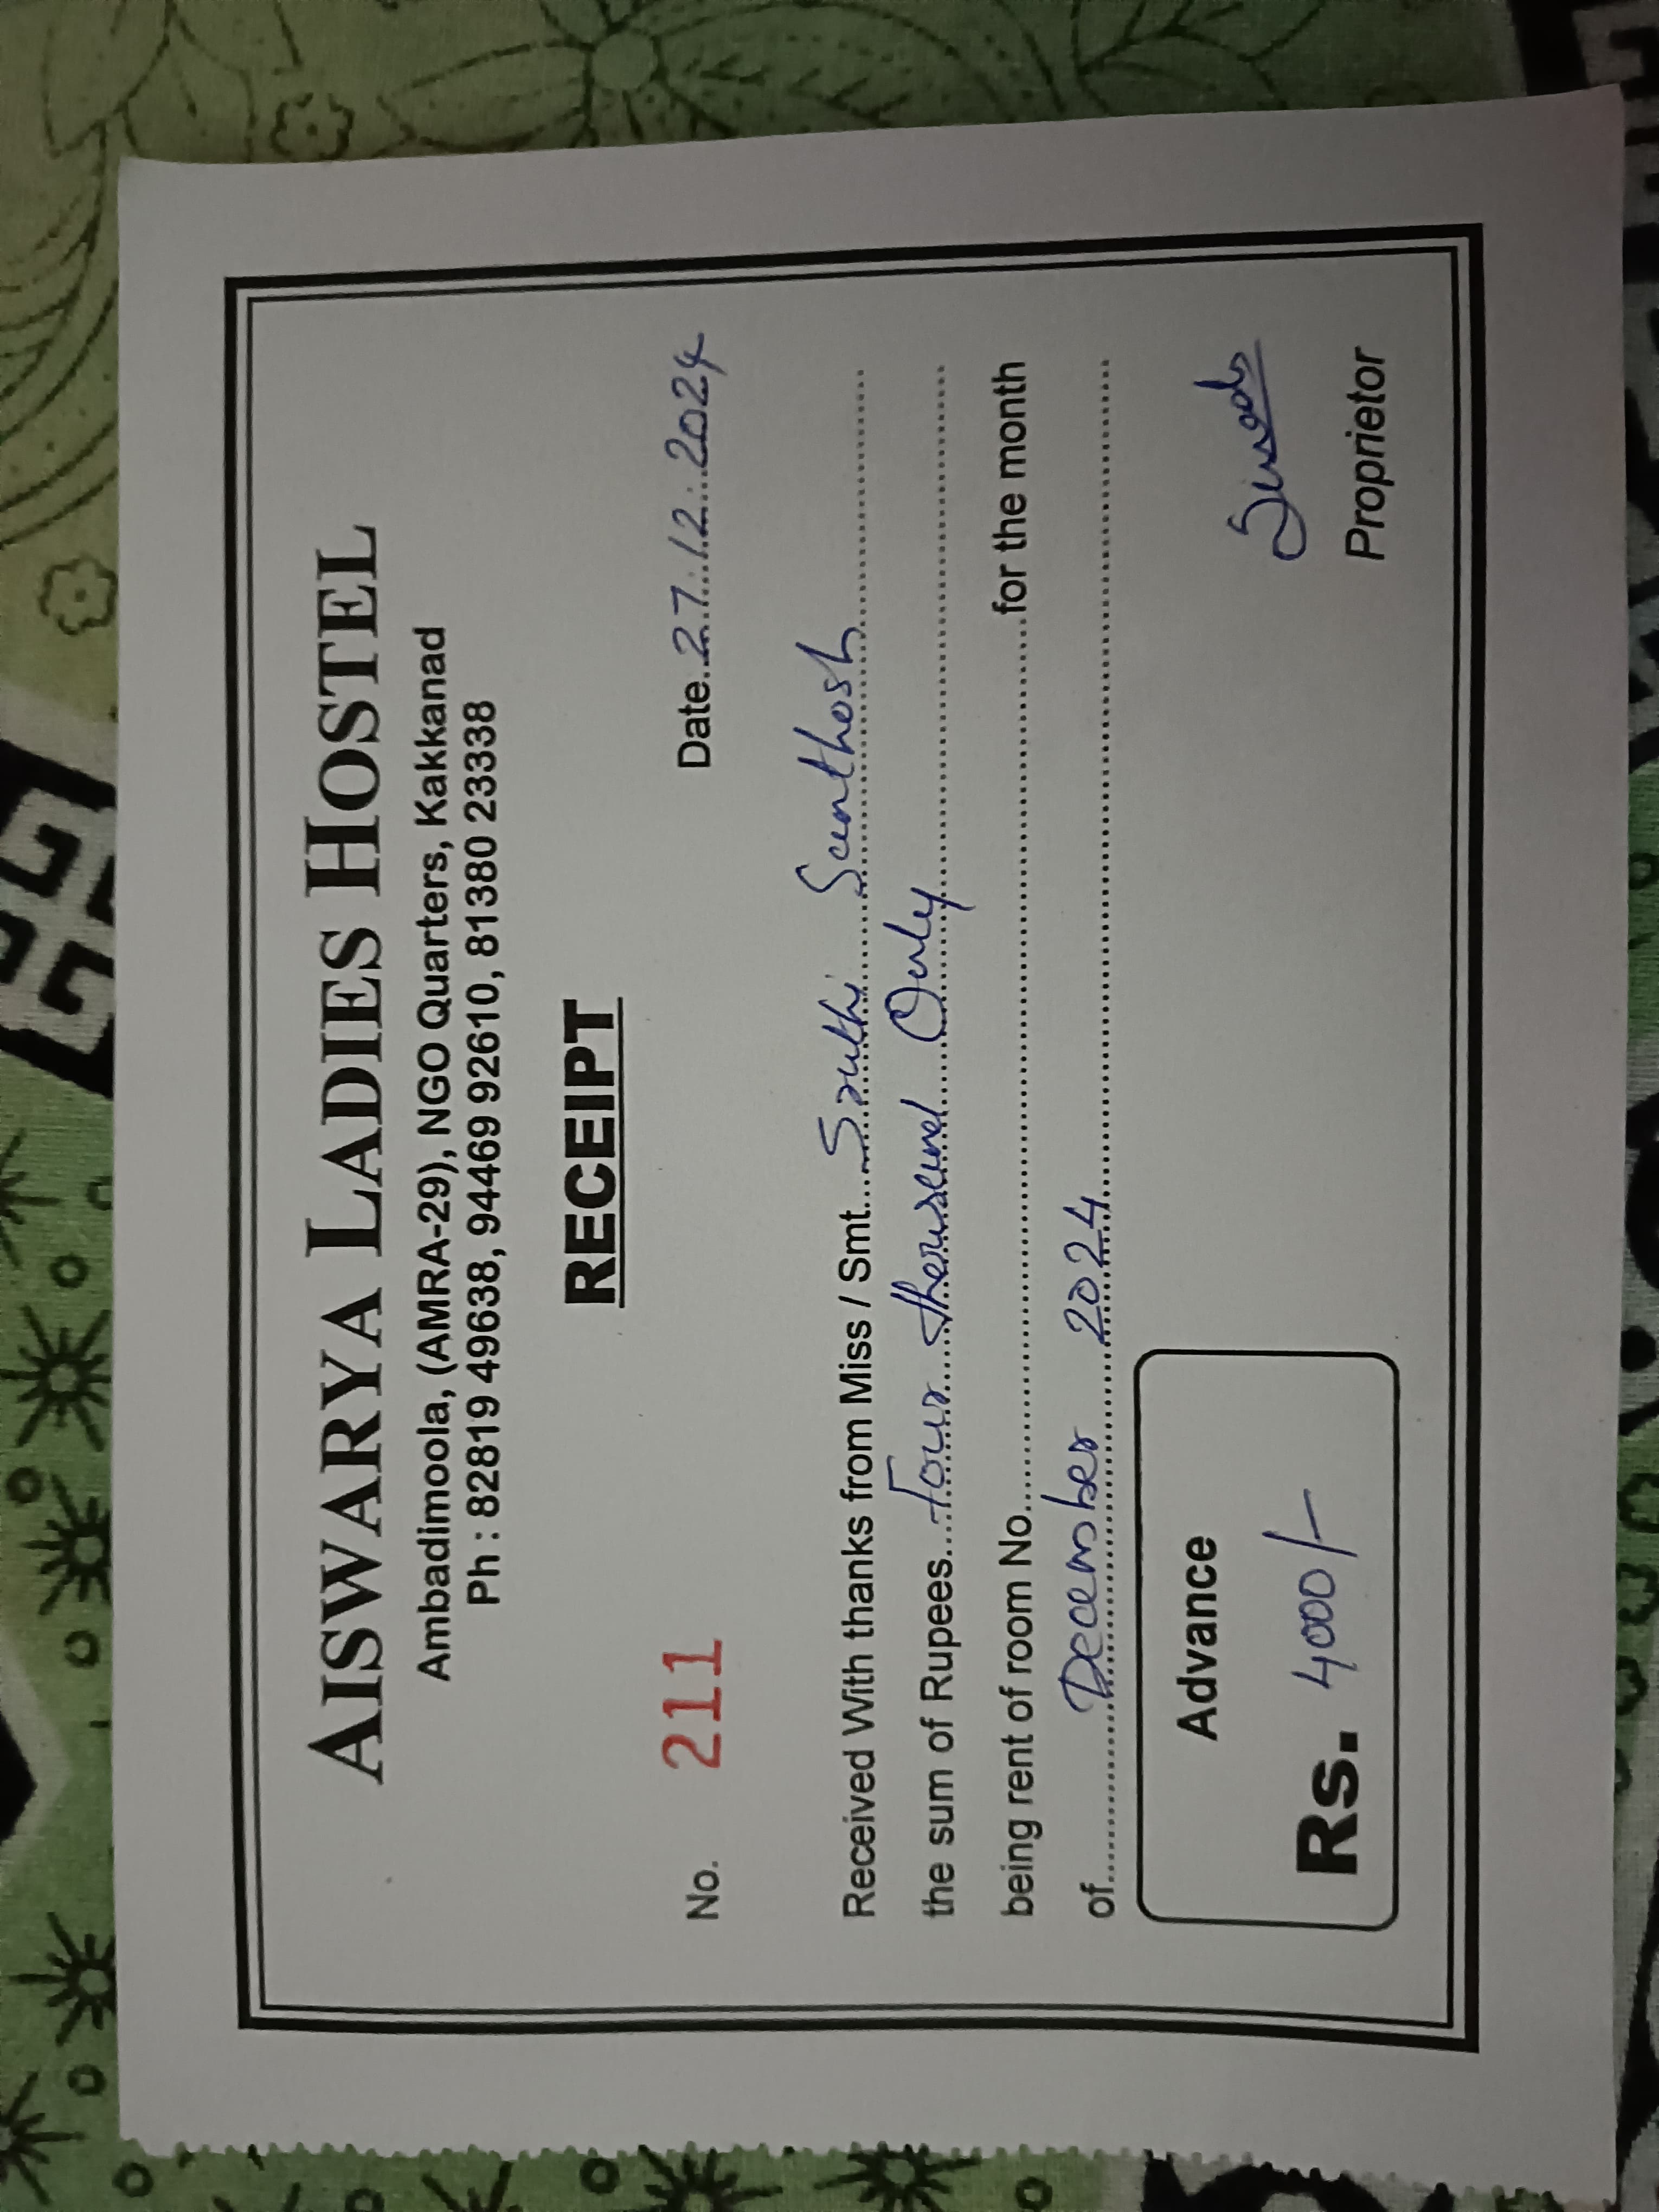 AISWARYA LADIES HOSTEL
Ambadimoola, (AMRA-29), NGO Quarters, Kakkanad
Ph : 82819 49638, 94469 92610, 81380 23338
RECEIPT
No. 211 Date 27.12.2024
Received With thanks from Miss / Smt. Santhosh
the sum of Rupees Four thousand Only
being rent of room No. for the month
of December 2024
Advance
Rs. 4000/-
Proprietor